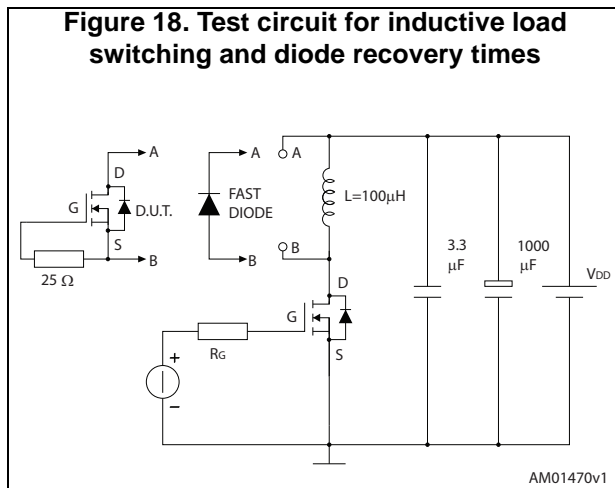 Figure 18. Test circuit for inductive load
switching and diode recovery times
A
D
G
D.U.T.
S
B
25 Ω
A
FAST
DIODE
B
A
L=100μH
B
D
G
S
RG
+
−
3.3
μF
1000
μF
VDD
AM01470v1